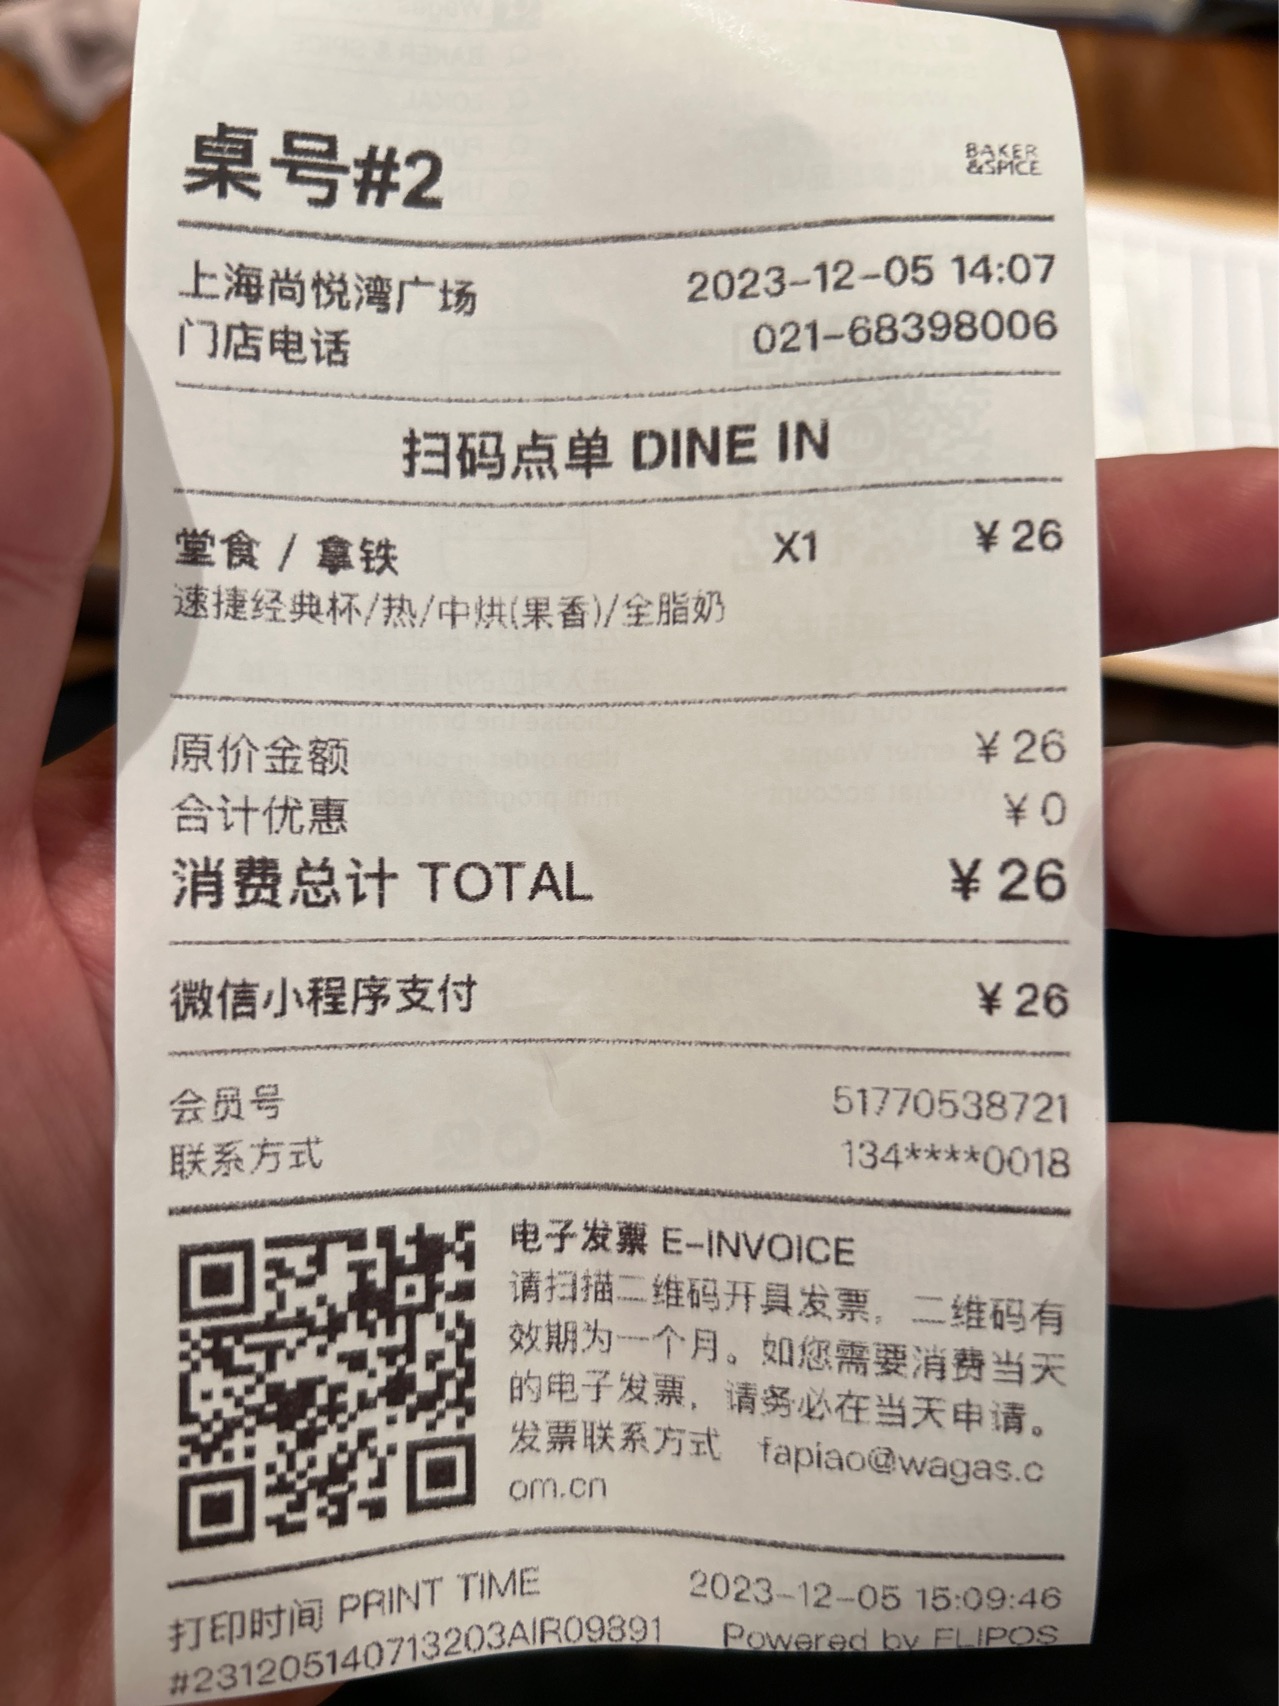 桌号#2
BAKER
&SPICE
上海尚悦湾广场 2023-12-05 14:07
门店电话 021-68398006
扫码点单 DINE IN
堂食 / 拿铁 X1 ¥26
速捷经典杯/热/中烘(果香)/全脂奶
原价金额 ¥26
合计优惠 ¥0
消费总计 TOTAL ¥26
微信小程序支付 ¥26
会员号 51770538721
联系方式 134****0018
电子发票 E-INVOICE
请扫描二维码开具发票，二维码有
效期为一个月。如您需要消费当天
的电子发票，请务必在当天申请。
发票联系方式 fapiao@wagas.c
om.cn
打印时间 PRINT TIME 2023-12-05 15:09:46
#231205140713203AIR09891 Powered by FLIPOS